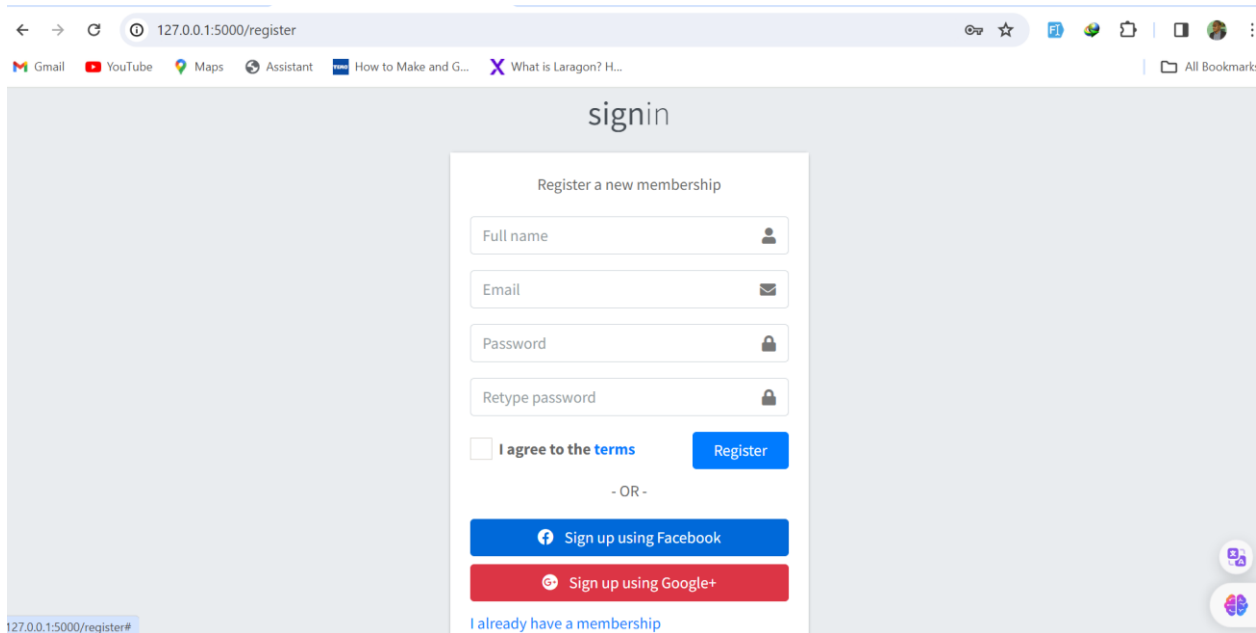 127.0.0.1:5000/register
Gmail YouTube Maps Assistant How to Make and G... What is Laragon? H... All Bookmarks
signin
Register a new membership
Full name
Email
Password
Retype password
I agree to the terms Register
- OR -
Sign up using Facebook
Sign up using Google+
I already have a membership
127.0.0.1:5000/register#